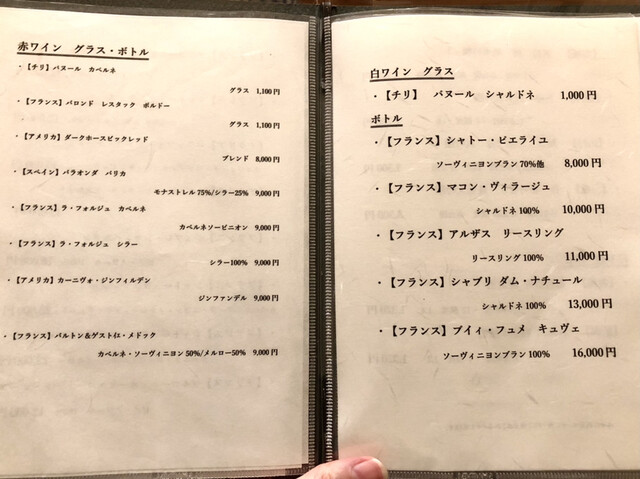 赤ワイン グラス・ボトル
・【チリ】バヌール カベルネ
グラス 1,100円
・【フランス】バロンド レスタック ボルドー
グラス 1,100円
・【アメリカ】ダークホースビックレッド
ブレンド 8,000円
・【スペイン】パラオンダ バリカ
モナストレル 75%/シラー25% 9,000円
・【フランス】ラ・フォルジュ カベルネ
カベルネソービニオン 9,000円
・【フランス】ラ・フォルジュ シラー
シラー100% 9,000円
・【アメリカ】カーニヴォ・ジンフィルデン
ジンファンデル 9,000円
・【フランス】バルトン&ゲストイエ・メドック
カベルネ・ソーヴィニヨン 50%/メルロー50% 9,000円
白ワイン グラス
・【チリ】 バヌール シャルドネ 1,000円
ボトル
・【フランス】シャトー・ピエライユ
ソーヴィニヨンブラン 70%他 8,000円
・【フランス】マコン・ヴィラージュ
シャルドネ 100% 10,000円
・【フランス】アルザス リースリング
リースリング 100% 11,000円
・【フランス】シャブリ ダム・ナチュール
シャルドネ 100% 13,000円
・【フランス】ブイィ・フュメ キュヴェ
ソーヴィニヨンブラン 100% 16,000円